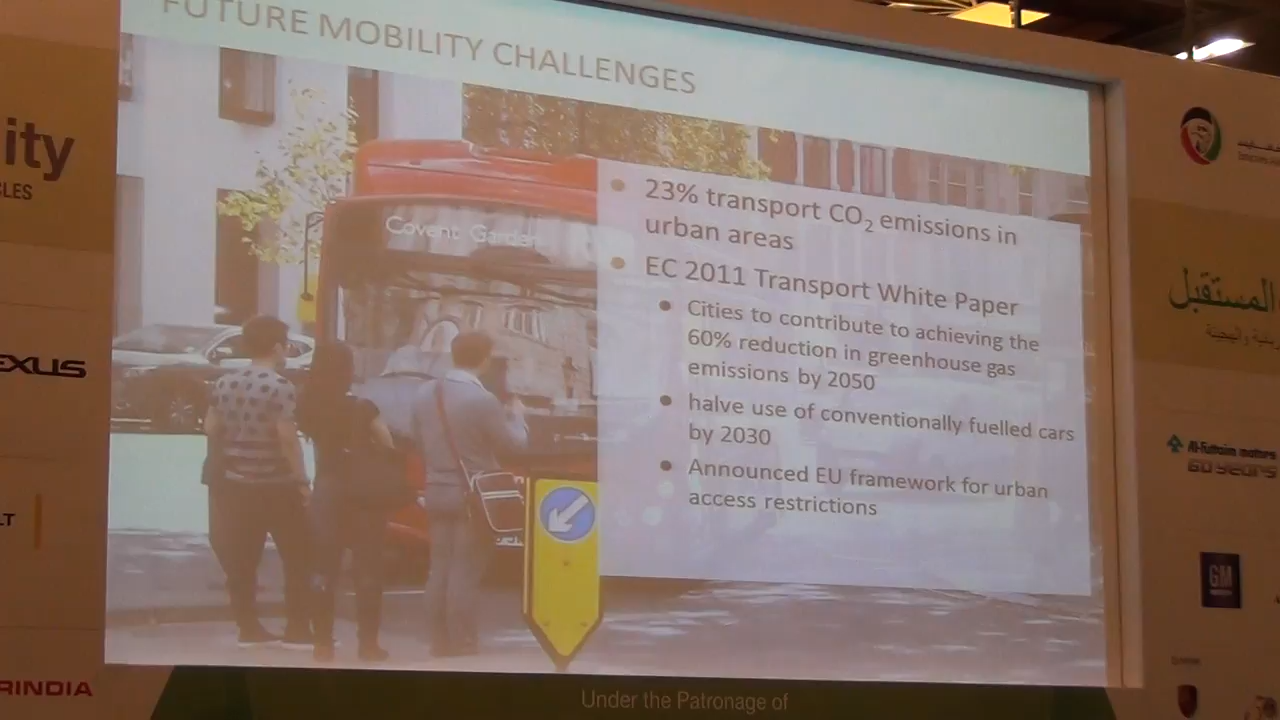 FUTURE MOBILITY CHALLENGES
ity
CLES
EXUS
LT
RINDIA
Covent Garden
23% transport CO₂ emissions in
urban areas
EC 2011 Transport White Paper
Cities to contribute to achieving the
60% reduction in greenhouse gas
emissions by 2050
halve use of conventionally fuelled cars
by 2030
Announced EU framework for urban
access restrictions
Under the Patronage of
المستقبل
Al-Futtaim motors
60 years
GM